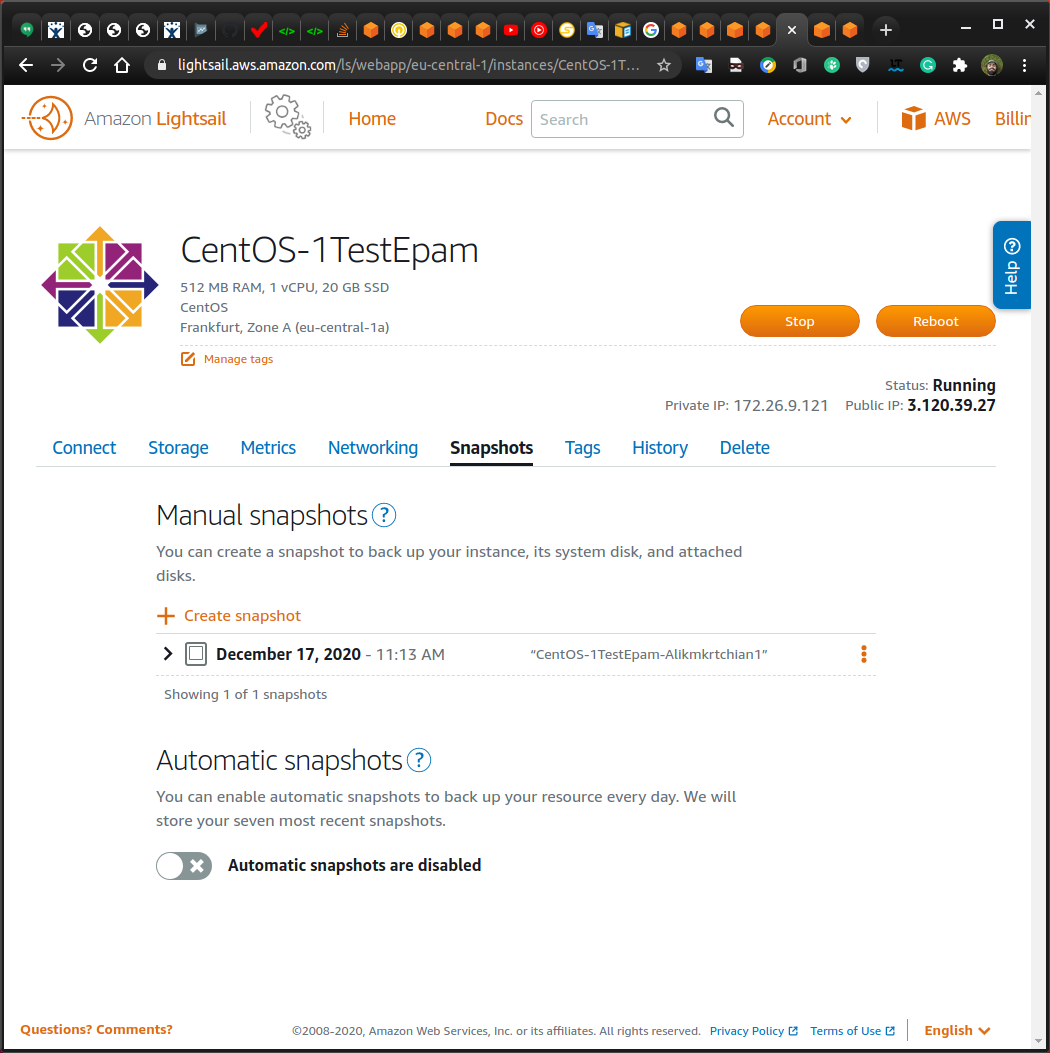 lightsail.aws.amazon.com/ls/webapp/eu-central-1/instances/CentOS-1T...
Amazon Lightsail
Home
Docs
Search
Account
AWS
Billin
CentOS-1TestEpam
512 MB RAM, 1 vCPU, 20 GB SSD
CentOS
Frankfurt, Zone A (eu-central-1a)
Stop
Reboot
Help
Manage tags
Status: Running
Private IP: 172.26.9.121 Public IP: 3.120.39.27
Connect Storage Metrics Networking Snapshots Tags History Delete
Manual snapshots ?
You can create a snapshot to back up your instance, its system disk, and attached
disks.
+ Create snapshot
December 17, 2020 - 11:13 AM “CentOS-1TestEpam-Alikmkrtchian1”
Showing 1 of 1 snapshots
Automatic snapshots ?
You can enable automatic snapshots to back up your resource every day. We will
store your seven most recent snapshots.
Automatic snapshots are disabled
Questions? Comments?
©2008-2020, Amazon Web Services, Inc. or its affiliates. All rights reserved. Privacy Policy Terms of Use
English